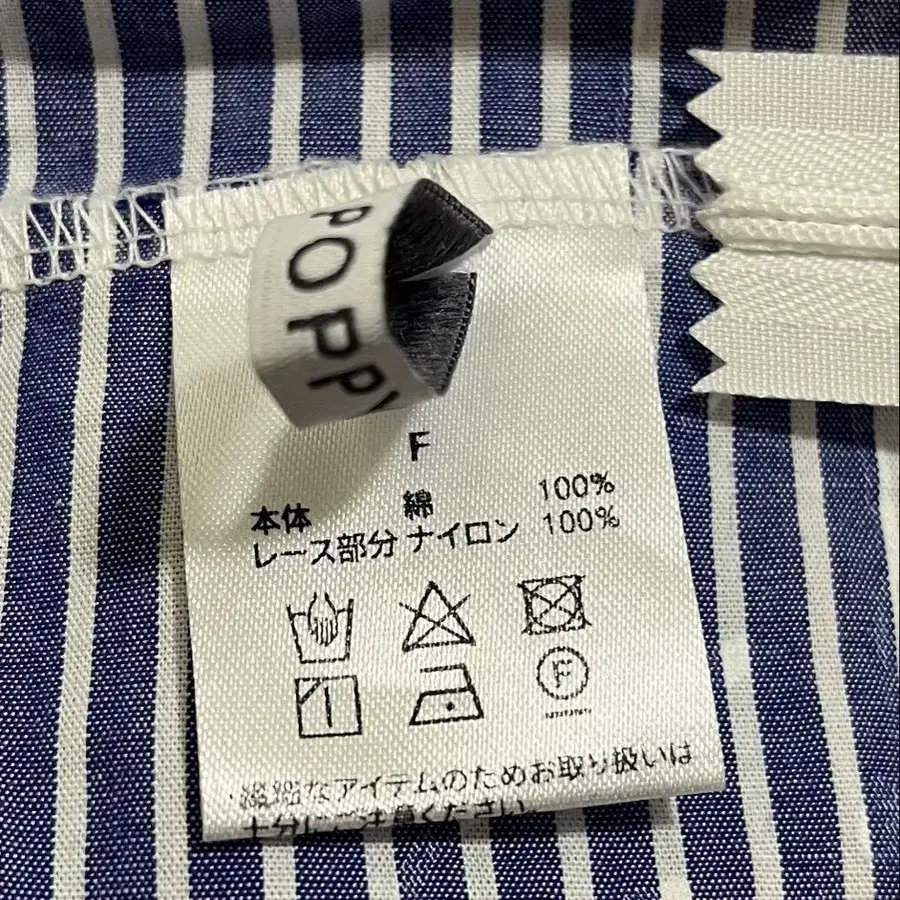 POPPY
F
本体 綿 100%
レース部分 ナイロン 100%
F
繊細なアイテムのためお取り扱いは
十分にご注意ください。